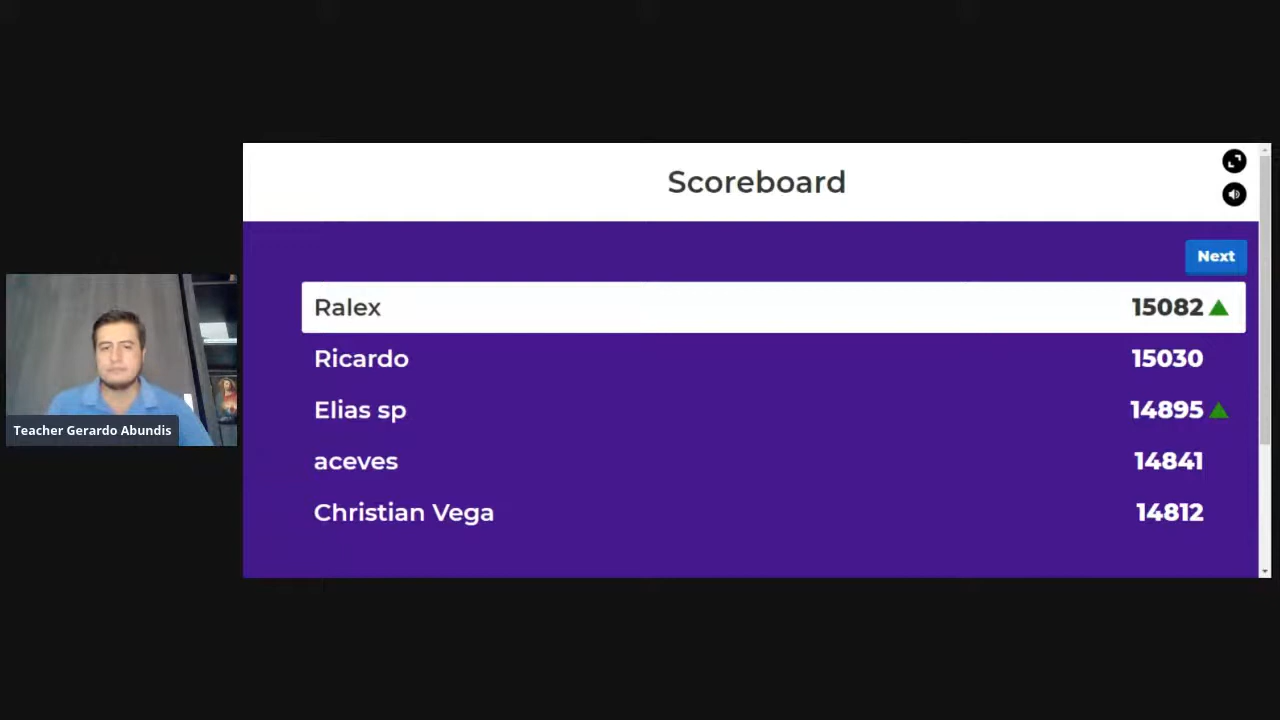 Scoreboard
Next
Ralex 15082
Ricardo 15030
Elias sp 14895
aceves 14841
Christian Vega 14812
Teacher Gerardo Abundis